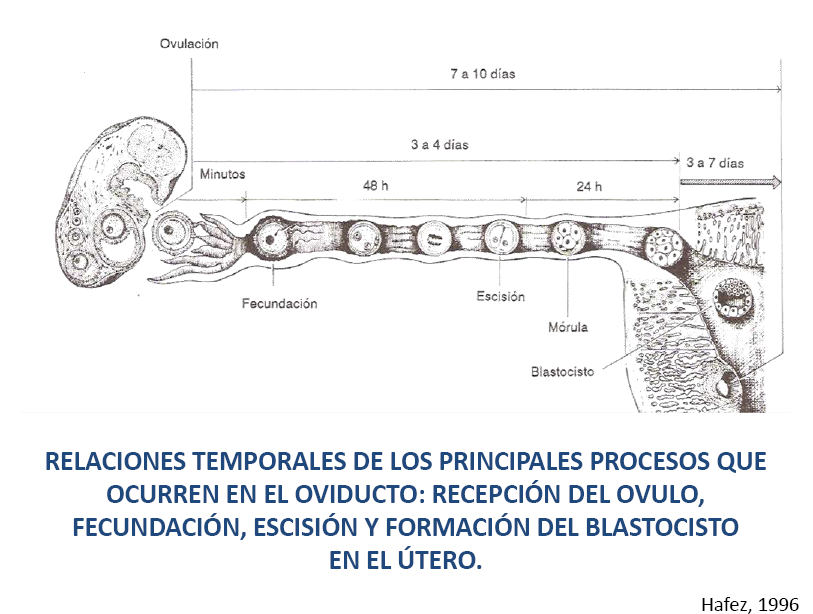 Ovulación
7 a 10 días
3 a 4 días
3 a 7 días
Minutos
48 h
24 h
Fecundación
Escisión
Mórula
Blastocisto
RELACIONES TEMPORALES DE LOS PRINCIPALES PROCESOS QUE
OCURREN EN EL OVIDUCTO: RECEPCIÓN DEL OVULO,
FECUNDACIÓN, ESCISIÓN Y FORMACIÓN DEL BLASTOCISTO
EN EL ÚTERO.
Hafez, 1996